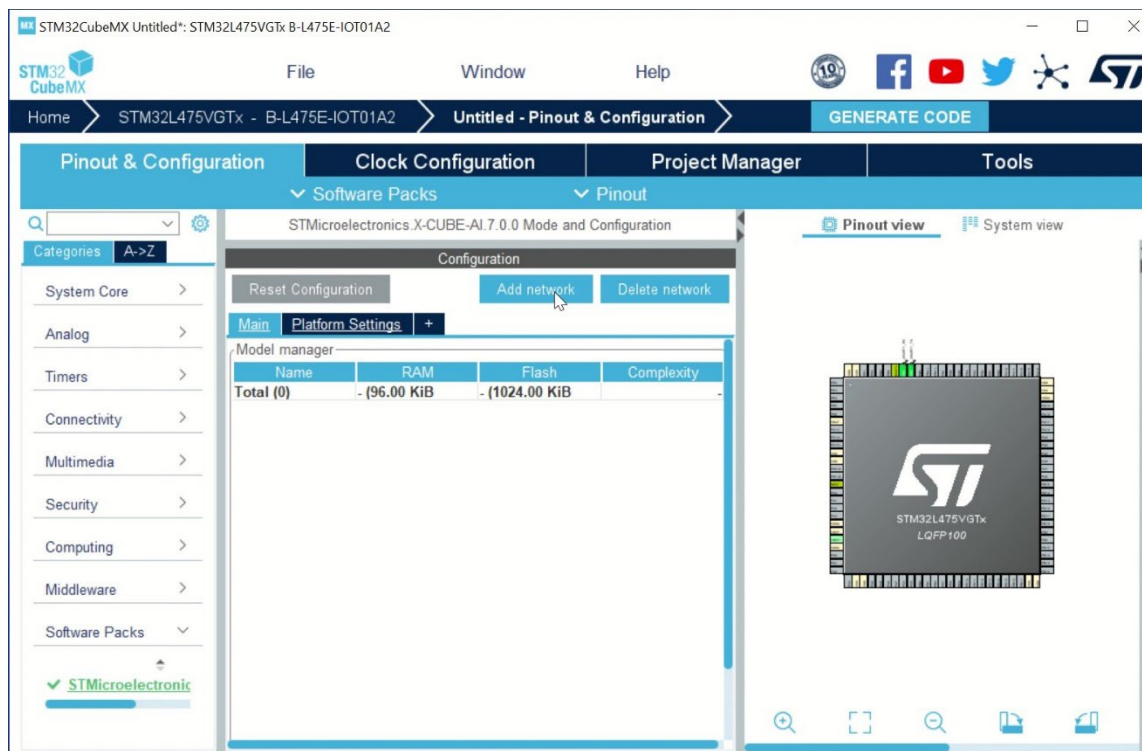 MX STM32CubeMX Untitled*: STM32L475VGTx B-L475E-IOT01A2
STM32
CubeMX
File Window Help
10
Home STM32L475VGTx - B-L475E-IOT01A2 Untitled - Pinout & Configuration GENERATE CODE
Pinout & Configuration Clock Configuration Project Manager Tools
Software Packs Pinout
STMicroelectronics.X-CUBE-AI.7.0.0 Mode and Configuration
Pinout view System view
Categories A->Z
Configuration
Reset Configuration Add network Delete network
Main Platform Settings +
Model manager
Name RAM Flash Complexity
Total (0) - (96.00 KiB - (1024.00 KiB -
System Core
Analog
Timers
Connectivity
Multimedia
Security
Computing
Middleware
Software Packs
STMicroelectronic
ST
STM32L475VGTx
LQFP100